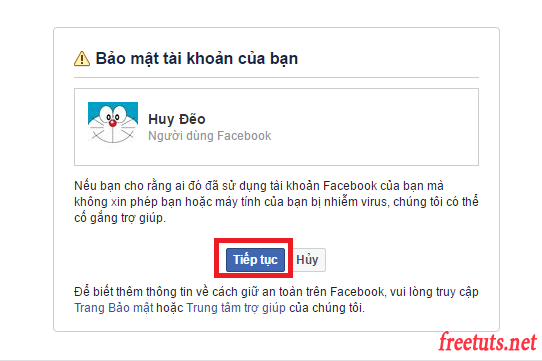 Bảo mật tài khoản của bạn
Huy Đẽo
Người dùng Facebook
Nếu bạn cho rằng ai đó đã sử dụng tài khoản Facebook của bạn mà
không xin phép bạn hoặc máy tính của bạn bị nhiễm virus, chúng tôi có thể
cố gắng trợ giúp.
Tiếp tục Hủy
Để biết thêm thông tin về cách giữ an toàn trên Facebook, vui lòng truy cập
Trang Bảo mật hoặc Trung tâm trợ giúp của chúng tôi.
freetuts.net